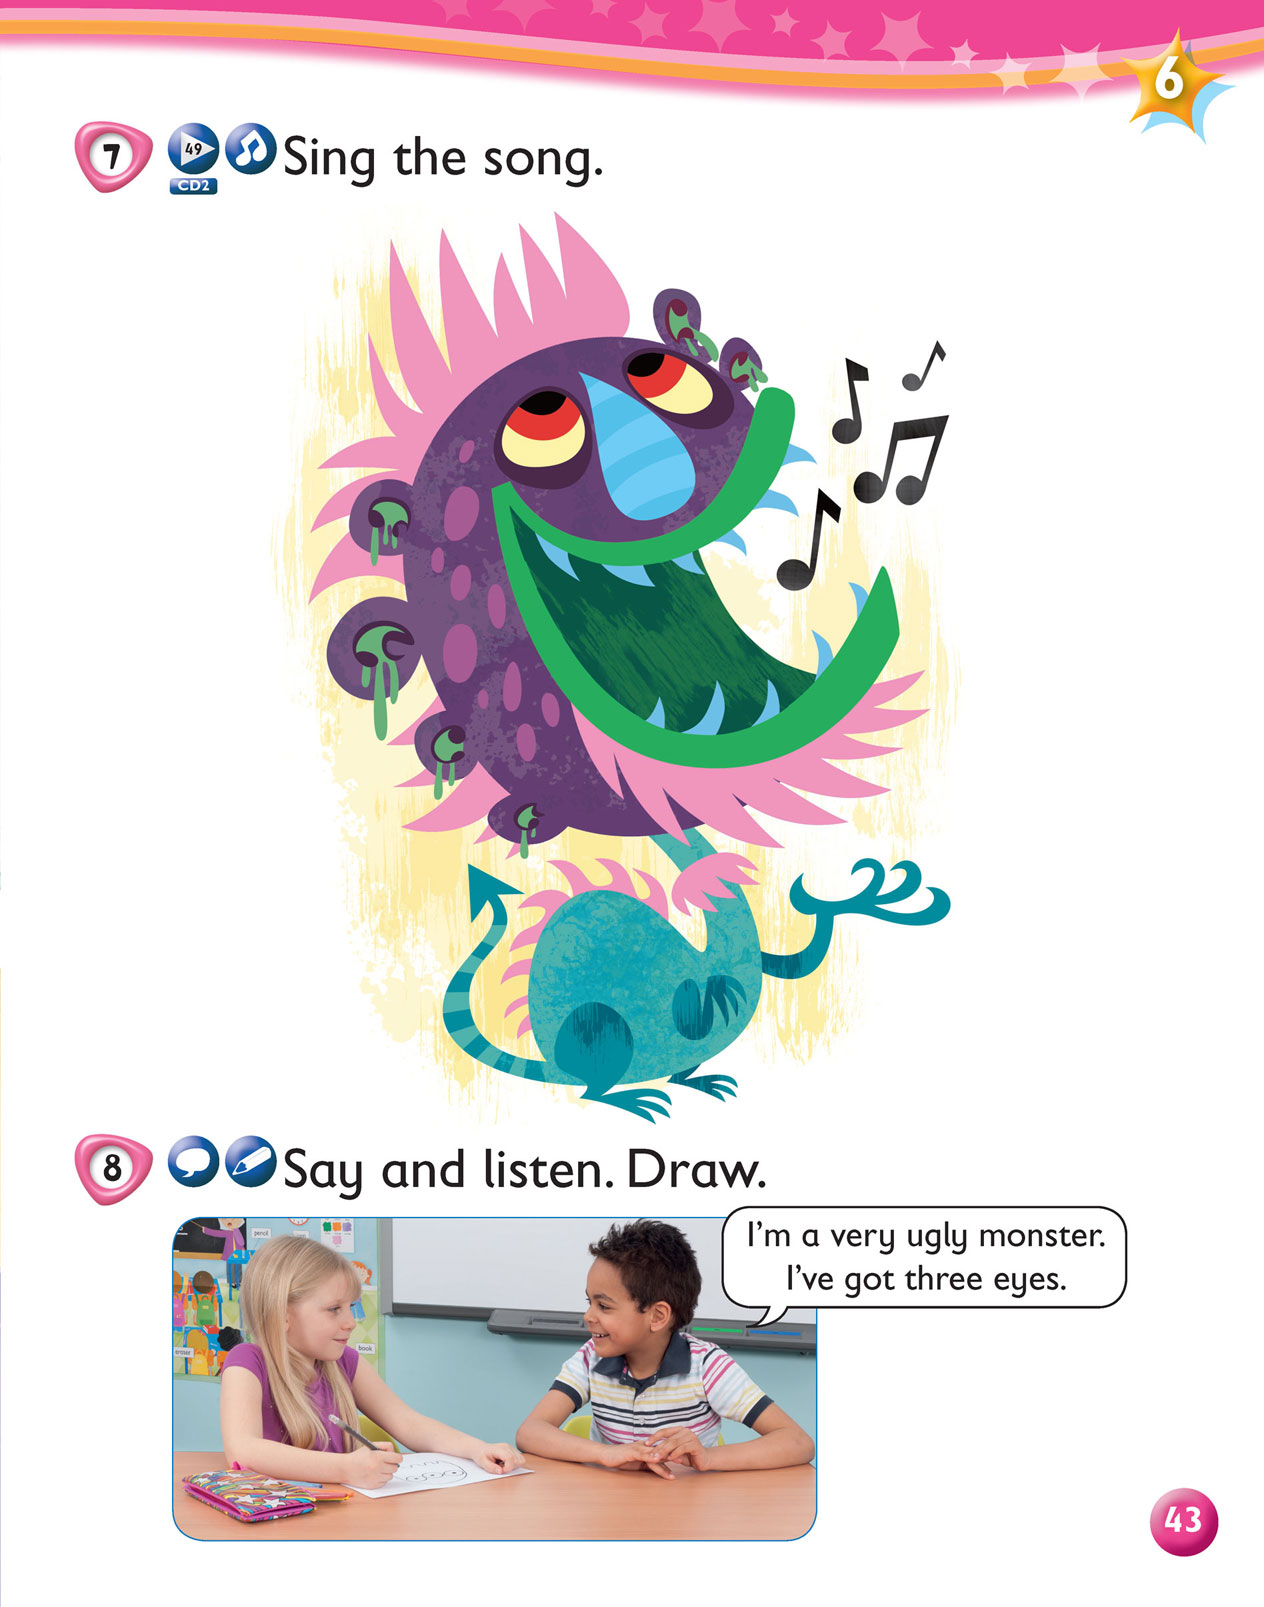 6
7 49 Sing the song.
CD2
8 Say and listen. Draw.
I'm a very ugly monster.
I've got three eyes.
pencil
eraser
book
43